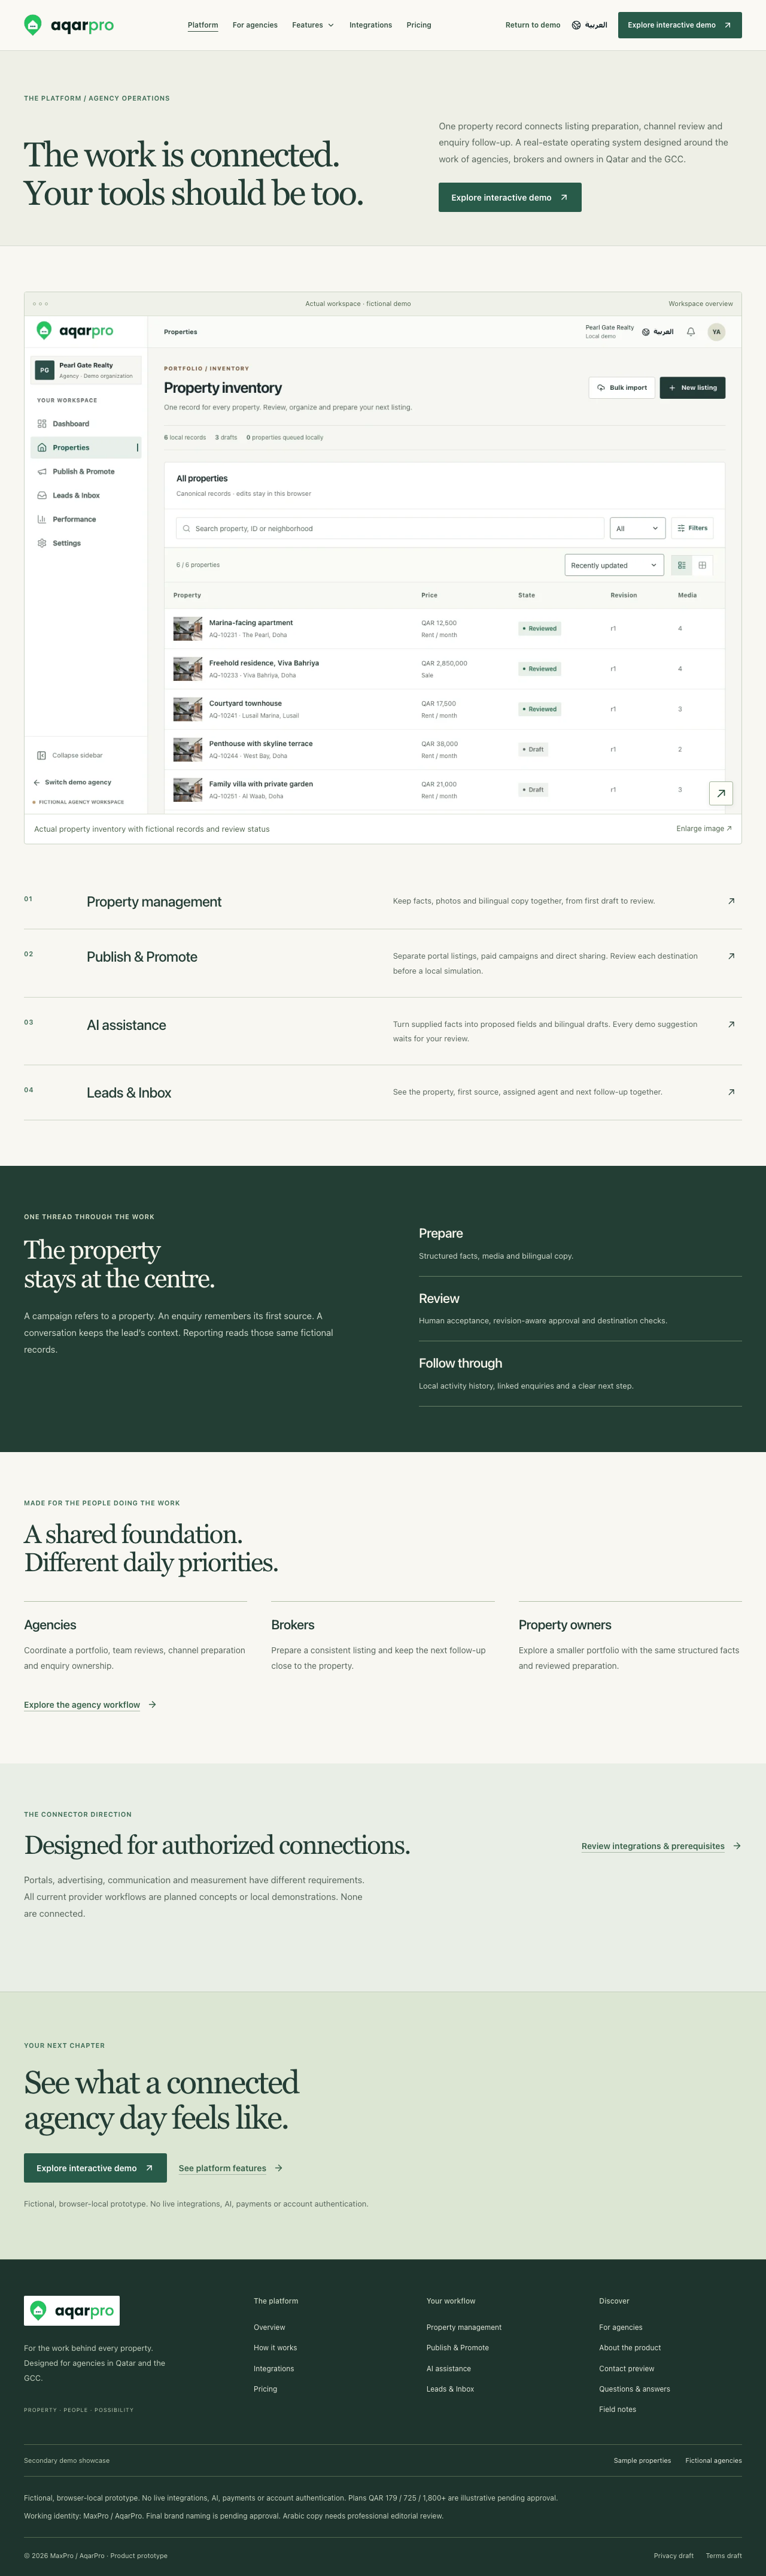 aqarpro
Platform
For agencies
Features
Integrations
Pricing
Return to demo
العربية
Explore interactive demo
THE PLATFORM / AGENCY OPERATIONS
The work is connected.
Your tools should be too.
One property record connects listing preparation, channel review and
enquiry follow-up. A real-estate operating system designed around the
work of agencies, brokers and owners in Qatar and the GCC.
Explore interactive demo
Actual workspace · fictional demo
Workspace overview
aqarpro
Properties
Pearl Gate Realty
Local demo
العربية
YA
PG
Pearl Gate Realty
Agency · Demo organization
YOUR WORKSPACE
Dashboard
Properties
Publish & Promote
Leads & Inbox
Performance
Settings
Collapse sidebar
Switch demo agency
FICTIONAL AGENCY WORKSPACE
PORTFOLIO / INVENTORY
Property inventory
One record for every property. Review, organize and prepare your next listing.
Bulk import
New listing
6 local records 3 drafts 0 properties queued locally
All properties
Canonical records · edits stay in this browser
Search property, ID or neighborhood
All
Filters
6 / 6 properties
Recently updated
Property Price State Revision Media
Marina-facing apartment
AQ-10231 · The Pearl, Doha
QAR 12,500
Rent / month
Reviewed
r1
4
Freehold residence, Viva Bahriya
AQ-10233 · Viva Bahriya, Doha
QAR 2,850,000
Sale
Reviewed
r1
4
Courtyard townhouse
AQ-10241 · Lusail Marina, Lusail
QAR 17,500
Rent / month
Reviewed
r1
3
Penthouse with skyline terrace
AQ-10244 · West Bay, Doha
QAR 38,000
Rent / month
Draft
r1
2
Family villa with private garden
AQ-10251 · Al Waab, Doha
QAR 21,000
Rent / month
Draft
r1
3
Actual property inventory with fictional records and review status
Enlarge image ↗
01
Property management
Keep facts, photos and bilingual copy together, from first draft to review.
02
Publish & Promote
Separate portal listings, paid campaigns and direct sharing. Review each destination
before a local simulation.
03
AI assistance
Turn supplied facts into proposed fields and bilingual drafts. Every demo suggestion
waits for your review.
04
Leads & Inbox
See the property, first source, assigned agent and next follow-up together.
ONE THREAD THROUGH THE WORK
The property
stays at the centre.
A campaign refers to a property. An enquiry remembers its first source. A
conversation keeps the lead's context. Reporting reads those same fictional
records.
Prepare
Structured facts, media and bilingual copy.
Review
Human acceptance, revision-aware approval and destination checks.
Follow through
Local activity history, linked enquiries and a clear next step.
MADE FOR THE PEOPLE DOING THE WORK
A shared foundation.
Different daily priorities.
Agencies
Coordinate a portfolio, team reviews, channel preparation
and enquiry ownership.
Explore the agency workflow
Brokers
Prepare a consistent listing and keep the next follow-up
close to the property.
Property owners
Explore a smaller portfolio with the same structured facts
and reviewed preparation.
THE CONNECTOR DIRECTION
Designed for authorized connections.
Portals, advertising, communication and measurement have different requirements.
All current provider workflows are planned concepts or local demonstrations. None
are connected.
Review integrations & prerequisites
YOUR NEXT CHAPTER
See what a connected
agency day feels like.
Explore interactive demo
See platform features
Fictional, browser-local prototype. No live integrations, AI, payments or account authentication.
aqarpro
For the work behind every property.
Designed for agencies in Qatar and the
GCC.
PROPERTY · PEOPLE · POSSIBILITY
The platform
Overview
How it works
Integrations
Pricing
Your workflow
Property management
Publish & Promote
AI assistance
Leads & Inbox
Discover
For agencies
About the product
Contact preview
Questions & answers
Field notes
Secondary demo showcase
Sample properties
Fictional agencies
Fictional, browser-local prototype. No live integrations, AI, payments or account authentication. Plans QAR 179 / 725 / 1,800+ are illustrative pending approval.
Working identity: MaxPro / AqarPro. Final brand naming is pending approval. Arabic copy needs professional editorial review.
© 2026 MaxPro / AqarPro · Product prototype
Privacy draft
Terms draft